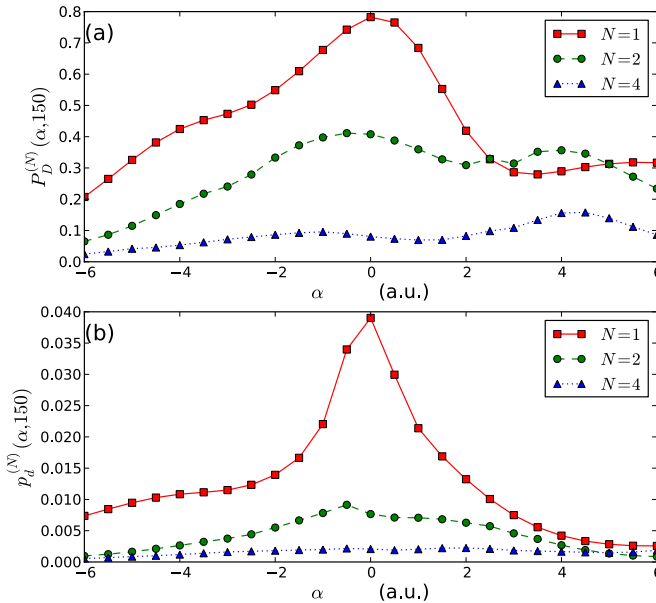 (a)
P_D^(N)(α,150)
0.8
0.7
0.6
0.5
0.4
0.3
0.2
0.1
0.0
N=1
N=2
N=4
−6 −4 −2 0 2 4 6
α (a.u.)
(b)
p_d^(N)(α,150)
0.040
0.035
0.030
0.025
0.020
0.015
0.010
0.005
0.000
N=1
N=2
N=4
−6 −4 −2 0 2 4 6
α (a.u.)